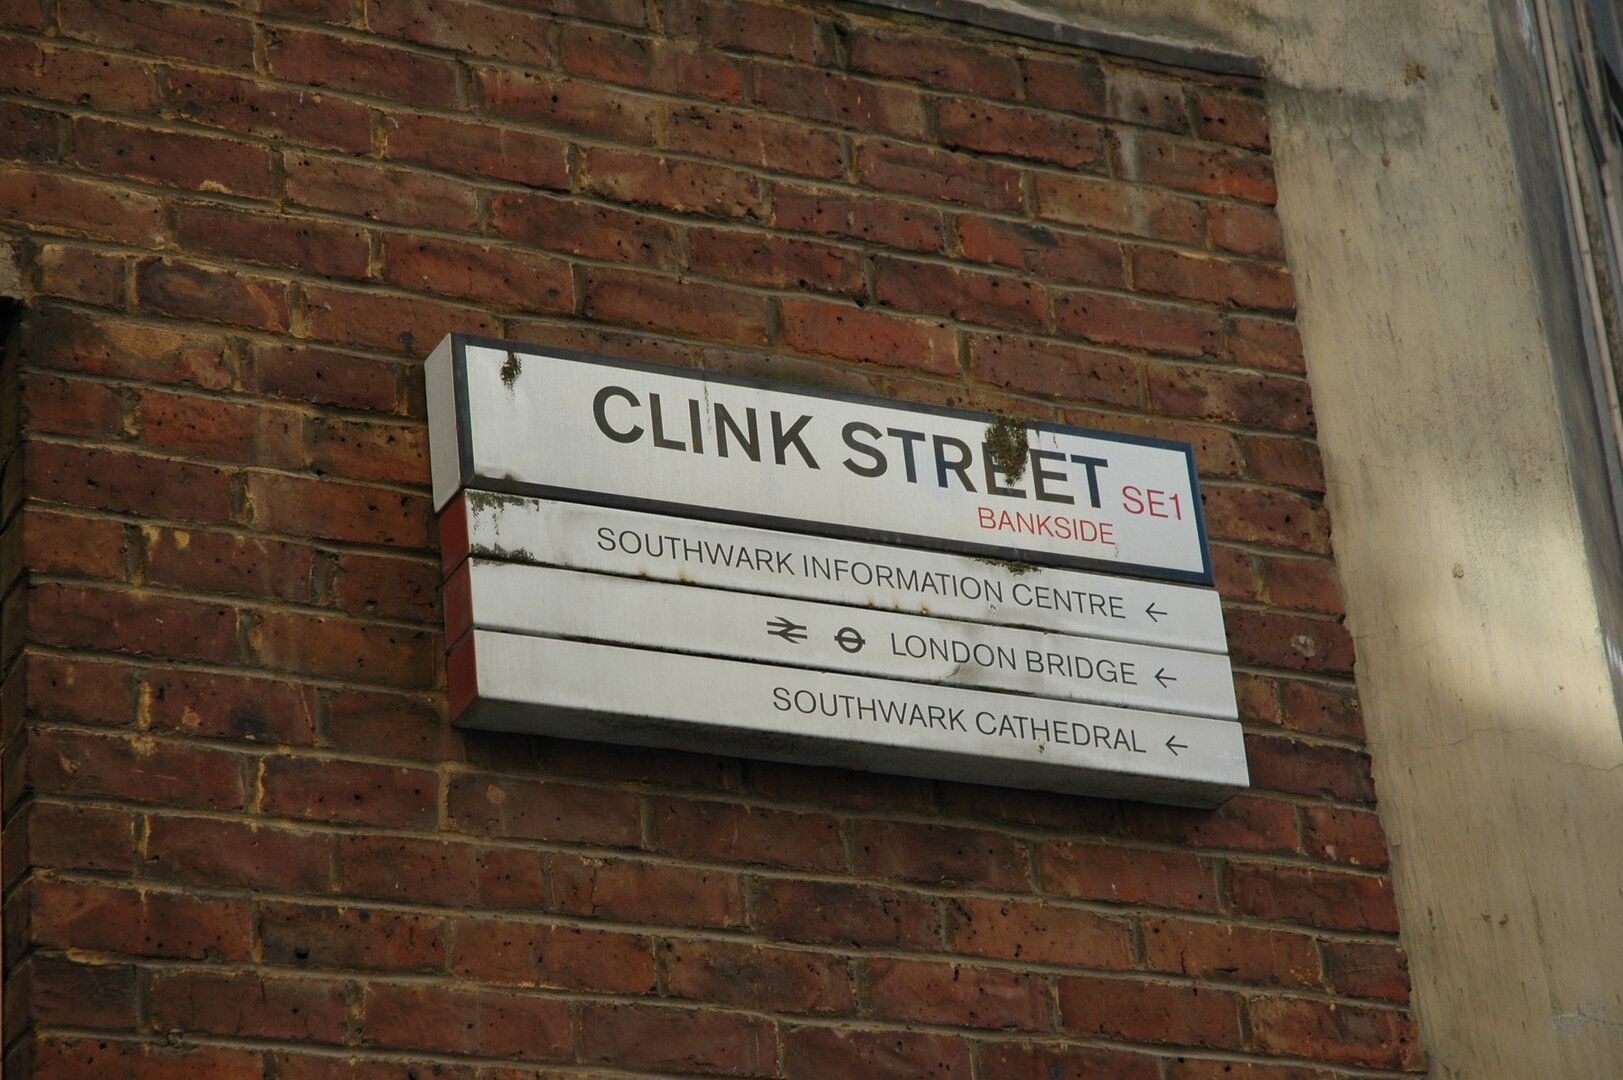 CLINK STREET SE1
BANKSIDE
SOUTHWARK INFORMATION CENTRE ←
LONDON BRIDGE ←
SOUTHWARK CATHEDRAL ←